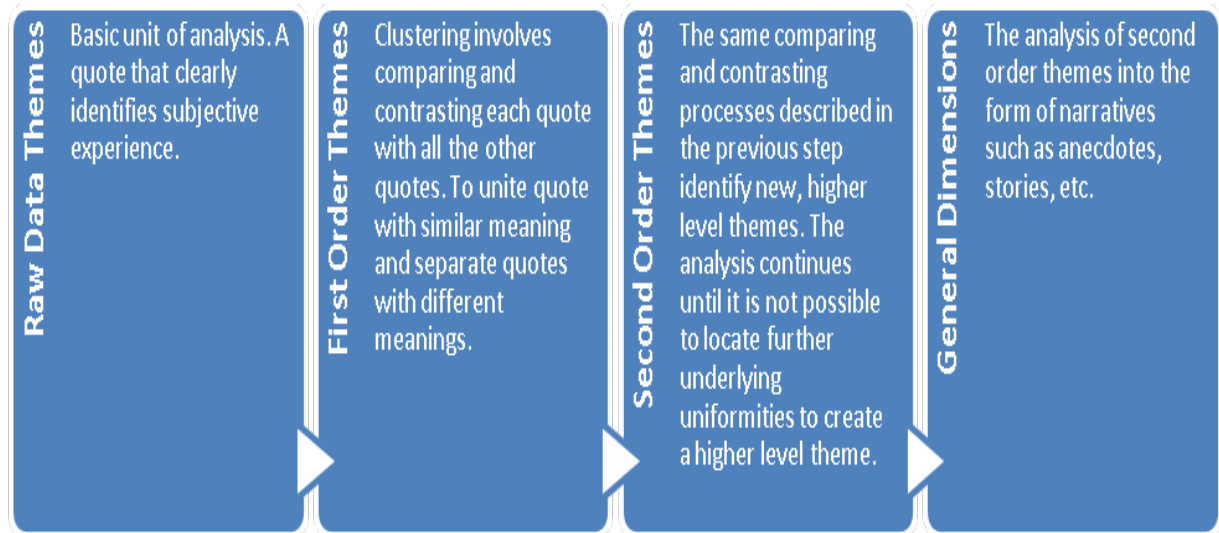 Raw Data Themes
Basic unit of analysis. A
quote that clearly
identifies subjective
experience.
First Order Themes
Clustering involves
comparing and
contrasting each quote
with all the other
quotes. To unite quote
with similar meaning
and separate quotes
with different
meanings.
Second Order Themes
The same comparing
and contrasting
processes described in
the previous step
identify new, higher
level themes. The
analysis continues
until it is not possible
to locate further
underlying
uniformities to create
a higher level theme.
General Dimensions
The analysis of second
order themes into the
form of narratives
such as anecdotes,
stories, etc.